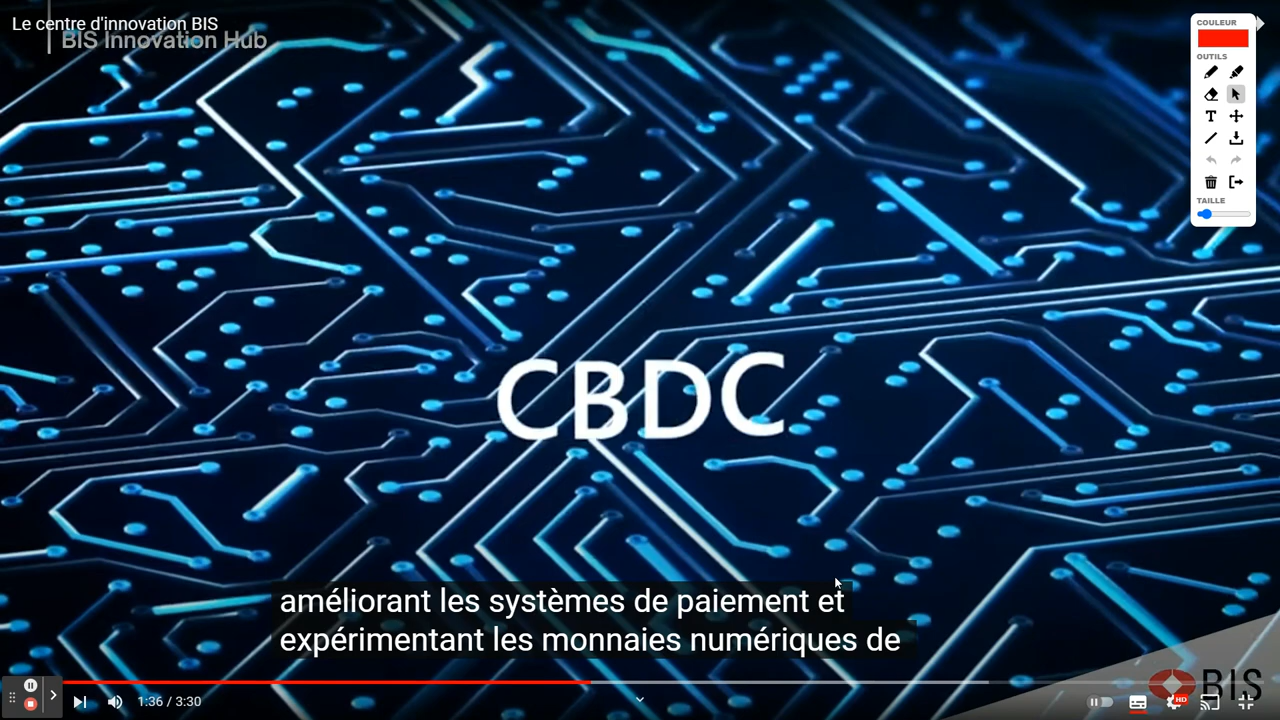 Le centre d'innovation BIS
BIS Innovation Hub
COULEUR
OUTILS
T
TAILLE
CBDC
améliorant les systèmes de paiement et
expérimentant les monnaies numériques de
BIS
1:36 / 3:30
HD